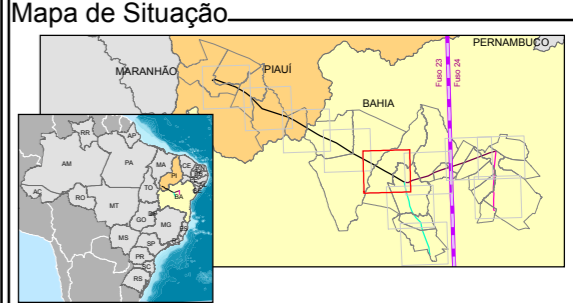 Mapa de Situação
PERNAMBUCO
MARANHÃO
PIAUÍ
Fuso 23
Fuso 24
BAHIA
RR
AP
AM
PA
MA
CE
PI
AC
RO
TO
BA
MT
GO
MG
ES
MS
SP
PR
SC
RS